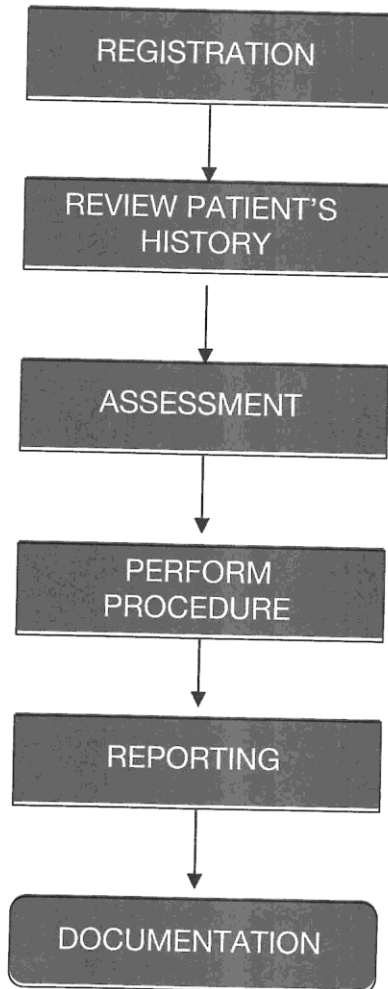 REGISTRATION
REVIEW PATIENT'S
HISTORY
ASSESSMENT
PERFORM
PROCEDURE
REPORTING
DOCUMENTATION